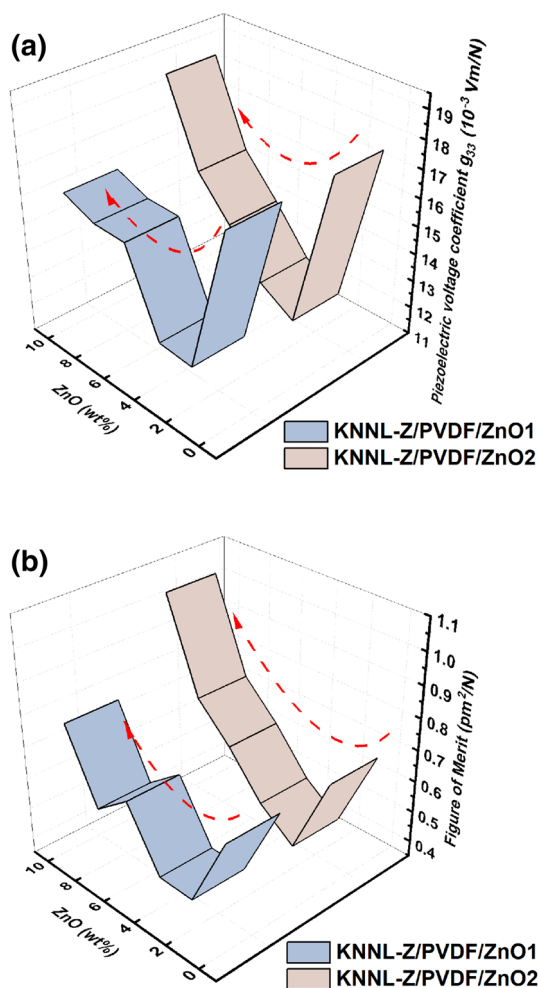 (a)
19
18
17
16
15
14
13
12
11
Piezoelectric voltage coefficient g33 (10-3 Vm/N)
10
8
6
4
2
0
ZnO (wt%)
KNNL-Z/PVDF/ZnO1
KNNL-Z/PVDF/ZnO2
(b)
1.1
1.0
0.9
0.8
0.7
0.6
0.5
0.4
Figure of Merit (pm2/N)
10
8
6
4
2
0
ZnO (wt%)
KNNL-Z/PVDF/ZnO1
KNNL-Z/PVDF/ZnO2